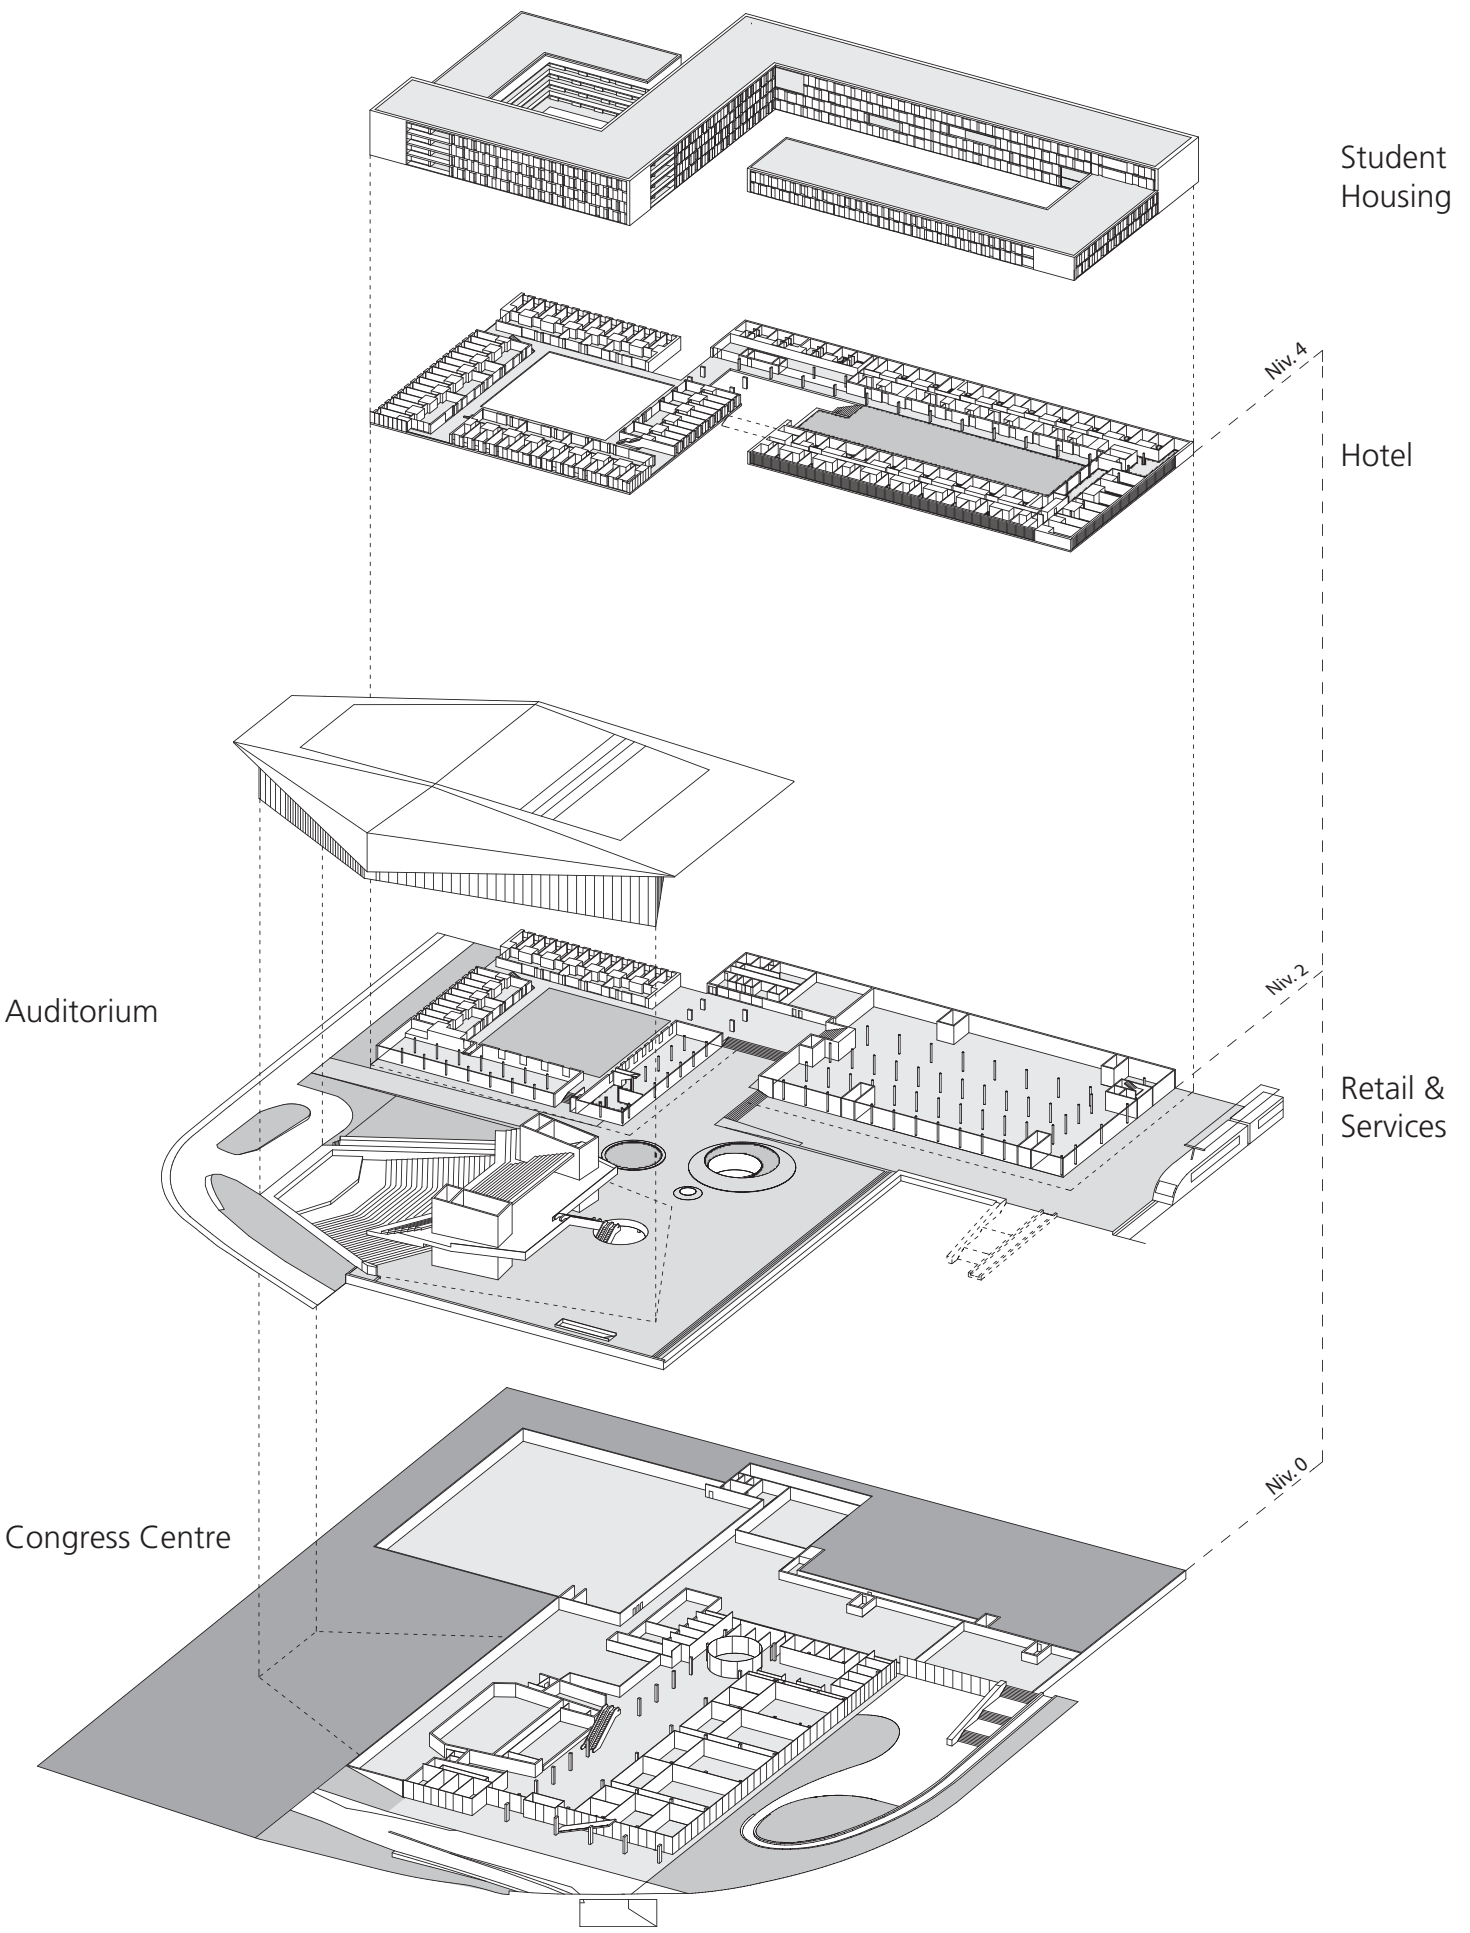 Student
Housing
Niv. 4
Hotel
Niv. 2
Auditorium
Retail &
Services
Niv. 0
Congress Centre